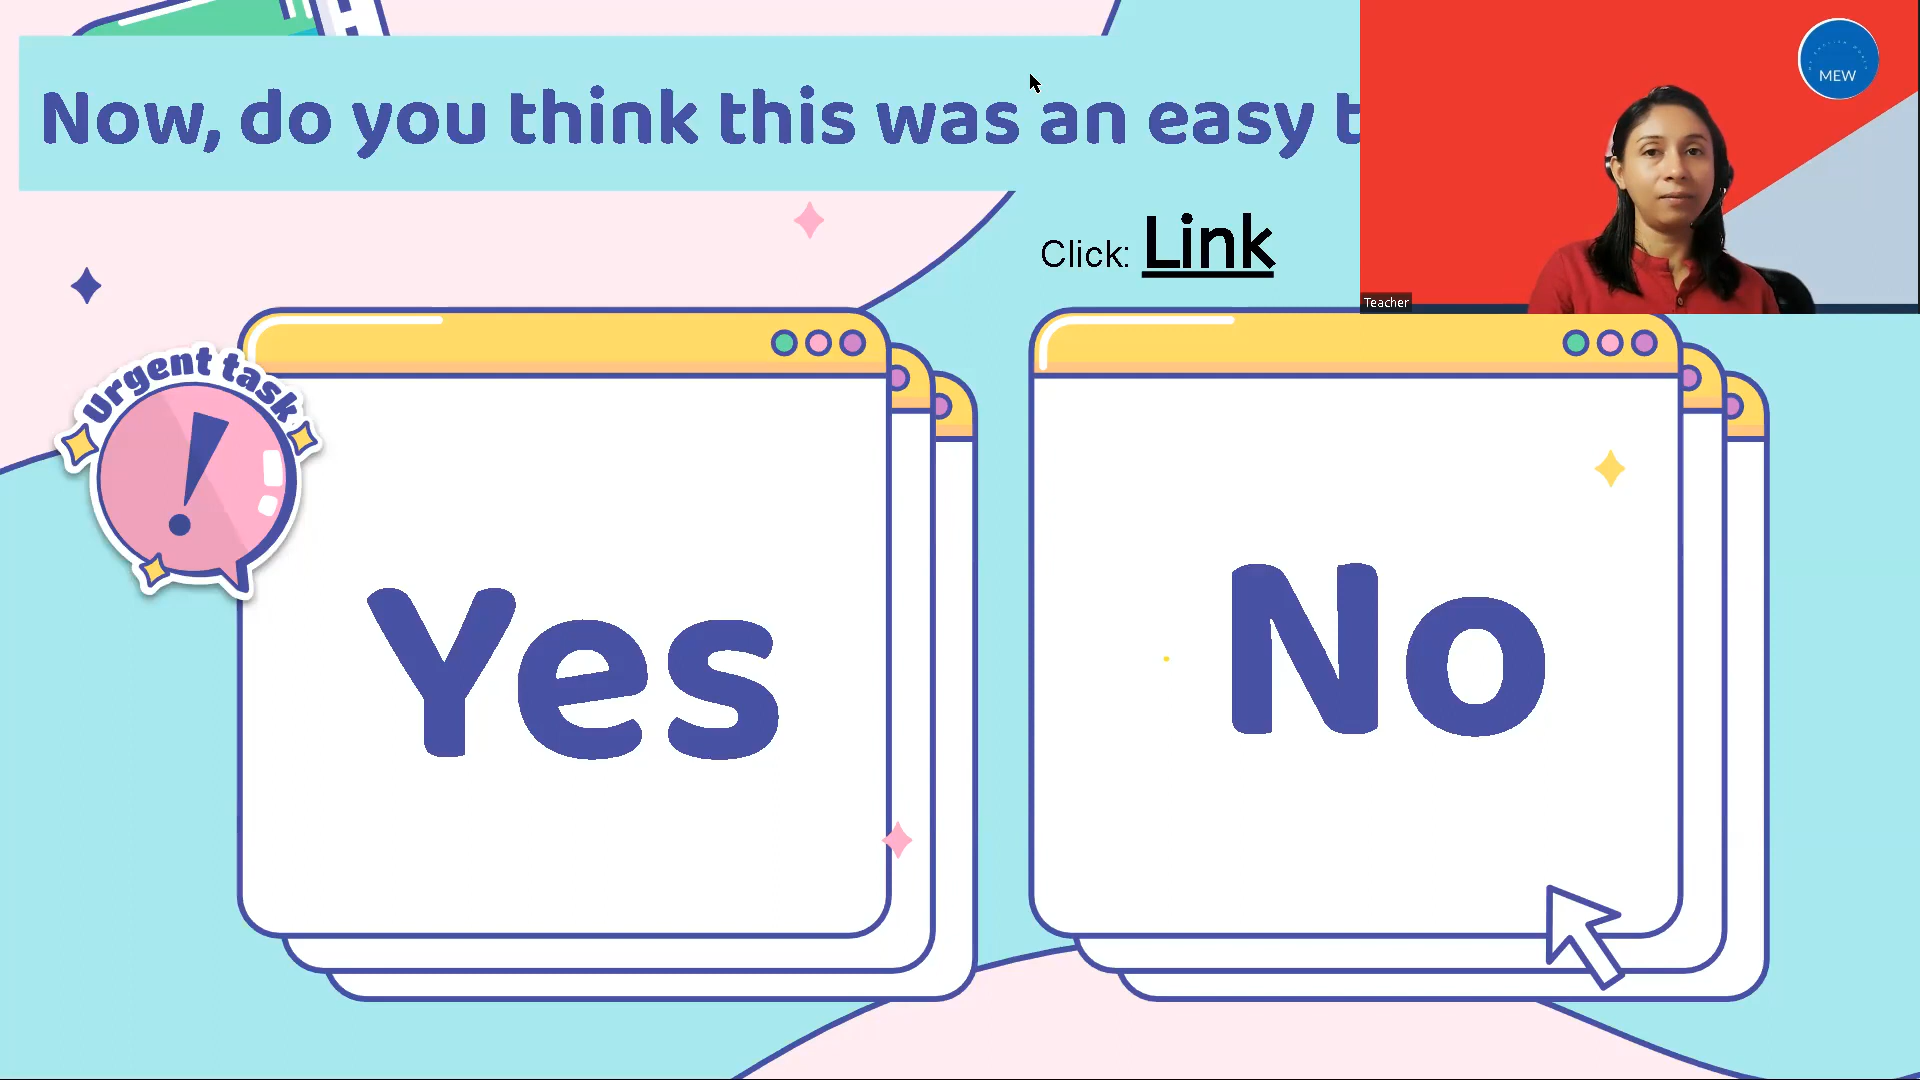 Now, do you think this was an easy t
MEW
Click: Link
Teacher
Urgent task
!
Yes
No